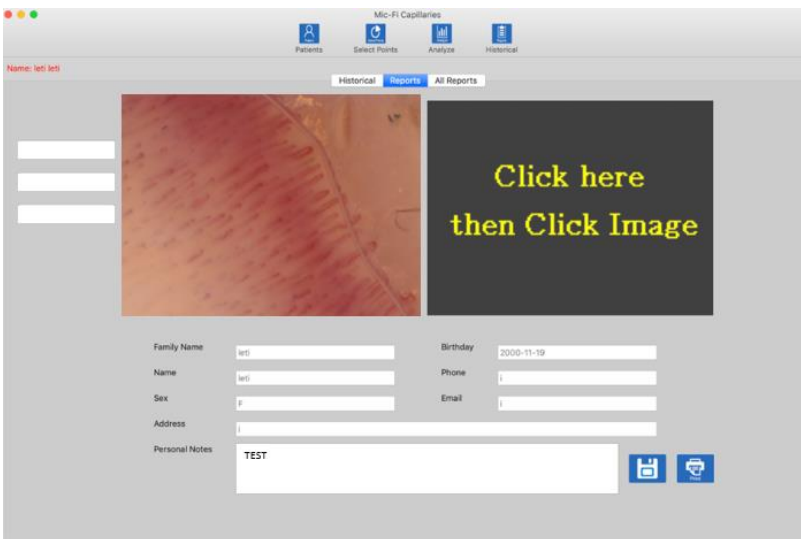 Mic-Fi Capillaries
Patients Select Points Analyze Historical
Name: leti leti
Historical Reports All Reports
Click here
then Click Image
Family Name leti Birthday 2000-11-19
Name leti Phone i
Sex F Email i
Address i
Personal Notes TEST
Print